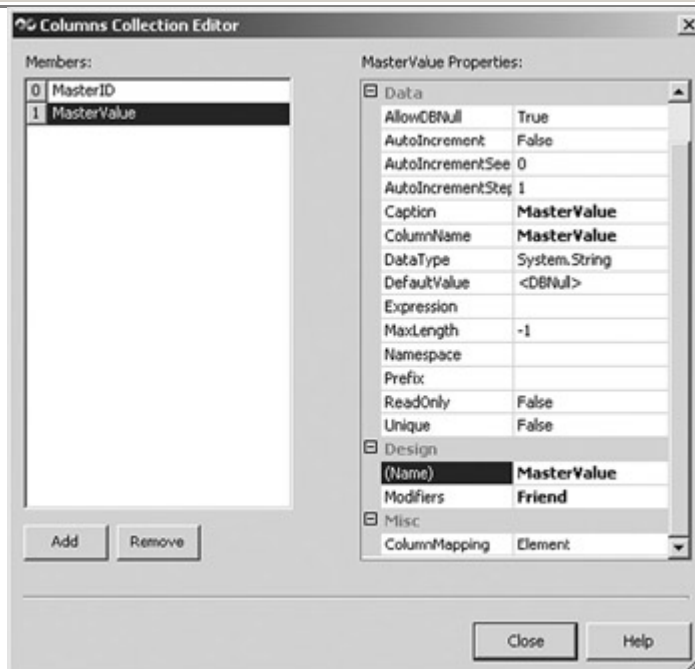 Columns Collection Editor
Members:
0 MasterID
1 MasterValue
Add
Remove
MasterValue Properties:
Data
AllowDBNull True
AutoIncrement False
AutoIncrementSee 0
AutoIncrementStep 1
Caption MasterValue
ColumnName MasterValue
DataType System.String
DefaultValue <DBNull>
Expression
MaxLength -1
Namespace
Prefix
ReadOnly False
Unique False
Design
(Name) MasterValue
Modifiers Friend
Misc
ColumnMapping Element
Close
Help